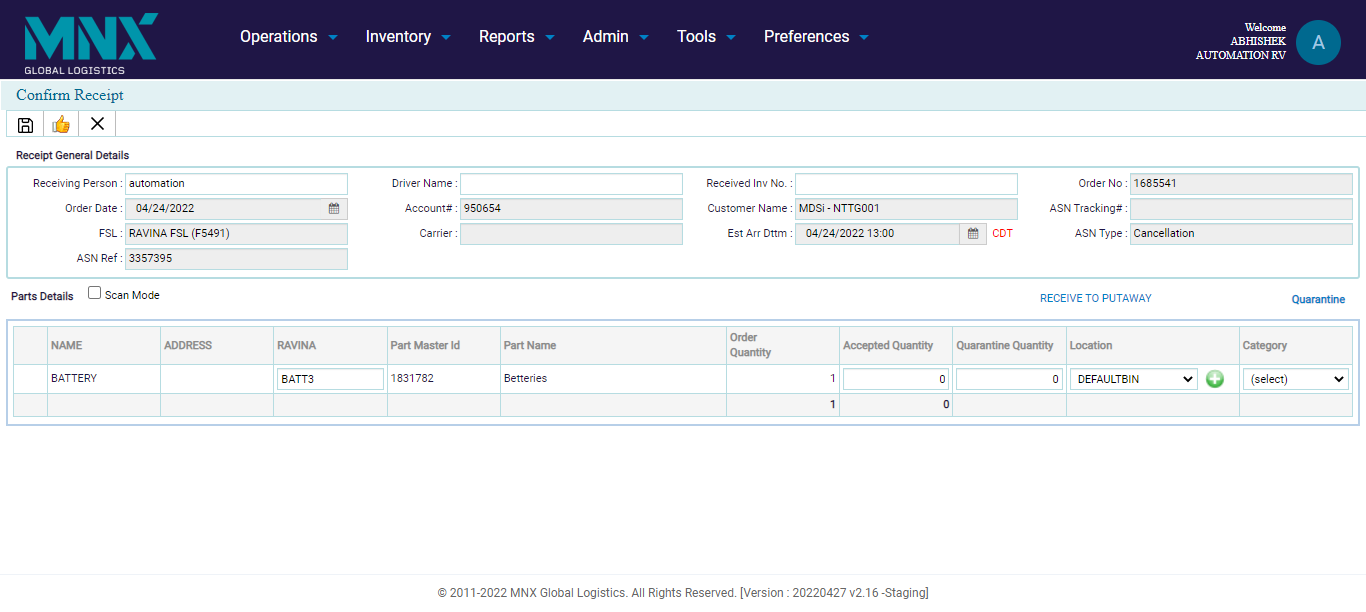 MNX
GLOBAL LOGISTICS
Operations Inventory Reports Admin Tools Preferences
Welcome
ABHISHEK
AUTOMATION RV
A
Confirm Receipt
Receipt General Details
Receiving Person : automation Driver Name : Received Inv No. : Order No : 1685541
Order Date : 04/24/2022 Account# : 950654 Customer Name : MDSi - NTTG001 ASN Tracking# :
FSL : RAVINA FSL (F5491) Carrier : Est Arr Dttm : 04/24/2022 13:00 CDT ASN Type : Cancellation
ASN Ref : 3357395
Parts Details Scan Mode RECEIVE TO PUTAWAY Quarantine
NAME ADDRESS RAVINA Part Master Id Part Name Order Quantity Accepted Quantity Quarantine Quantity Location Category
BATTERY BATT3 1831782 Betteries 1 0 0 DEFAULTBIN (select)
1 0
© 2011-2022 MNX Global Logistics. All Rights Reserved. [Version : 20220427 v2.16 -Staging]